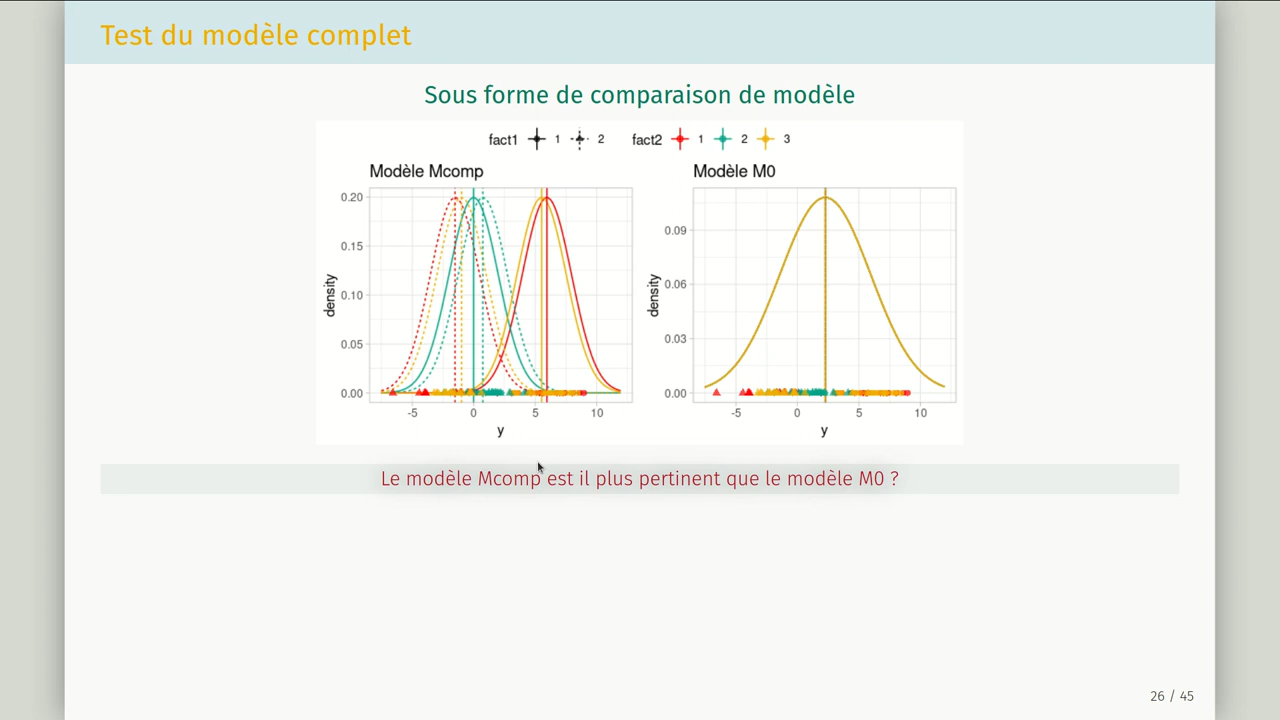 Test du modèle complet
Sous forme de comparaison de modèle
fact1 1 2 fact2 1 2 3
Modèle Mcomp
0.20
0.15
0.10
0.05
0.00
density
-5 0 5 10
y
Modèle M0
0.09
0.06
0.03
0.00
density
-5 0 5 10
y
Le modèle Mcomp est il plus pertinent que le modèle M0 ?
26 / 45